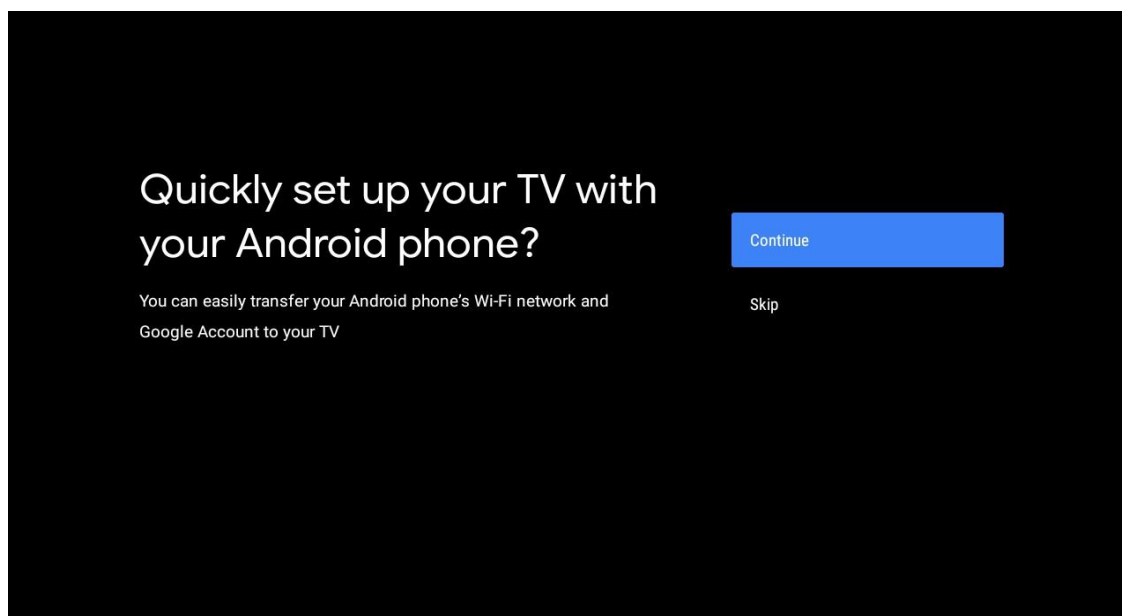 Quickly set up your TV with
your Android phone?
You can easily transfer your Android phone’s Wi-Fi network and
Google Account to your TV
Continue
Skip